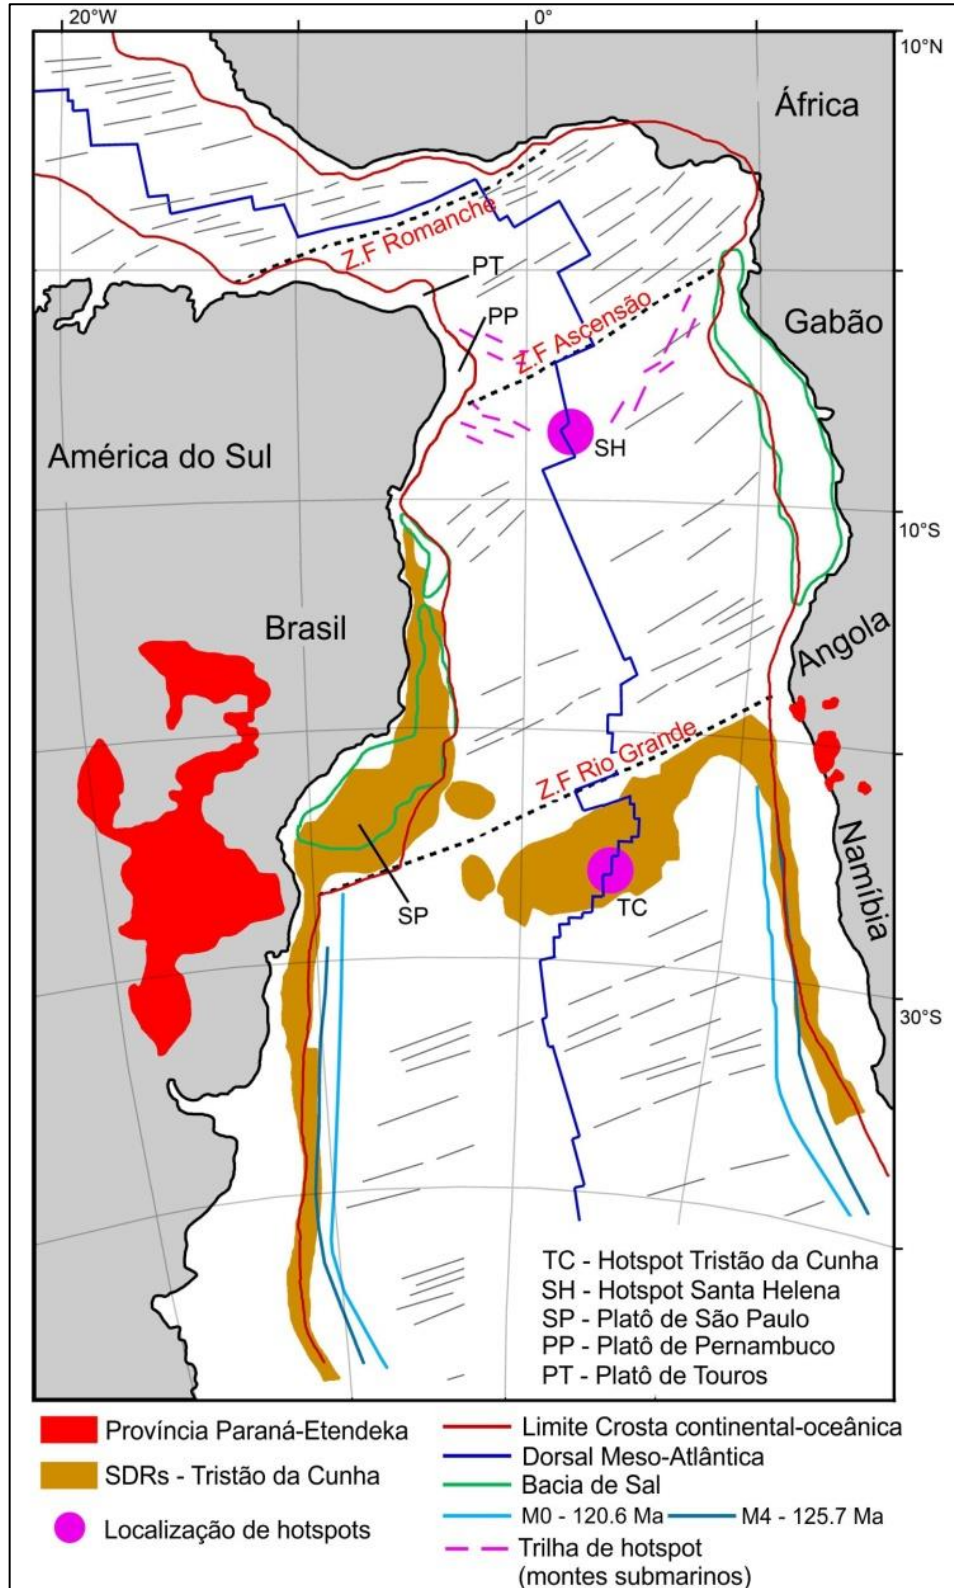 20°W
0°
10°N
África
Z.F Romanche
PT
PP
Z.F Ascensão
Gabão
América do Sul
SH
10°S
Brasil
Angola
Z.F Rio Grande
Namíbia
SP
TC
30°S
TC - Hotspot Tristão da Cunha
SH - Hotspot Santa Helena
SP - Platô de São Paulo
PP - Platô de Pernambuco
PT - Platô de Touros
Província Paraná-Etendeka
SDRs - Tristão da Cunha
Localização de hotspots
Limite Crosta continental-oceânica
Dorsal Meso-Atlântica
Bacia de Sal
M0 - 120.6 Ma
M4 - 125.7 Ma
Trilha de hotspot
(montes submarinos)